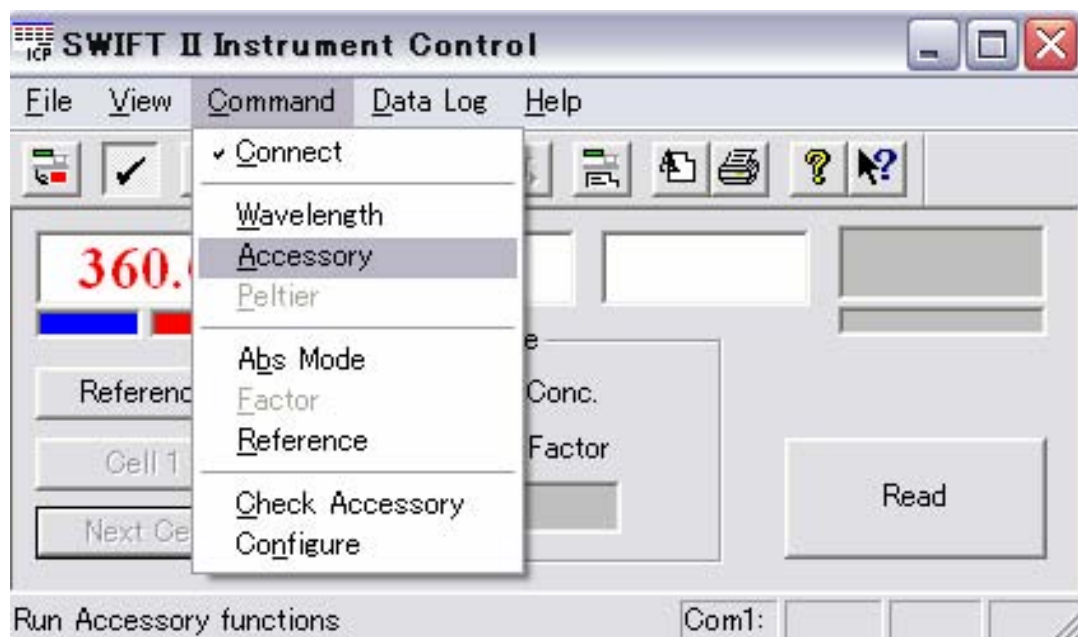 ICP SWIFT II Instrument Control
File View Command Data Log Help
Connect
Wavelength
Accessory
Peltier
Abs Mode
Factor
Reference
Check Accessory
Configure
360.
Referenc
Cell 1
Next Ce
e
Conc.
Factor
Read
Run Accessory functions Com1: